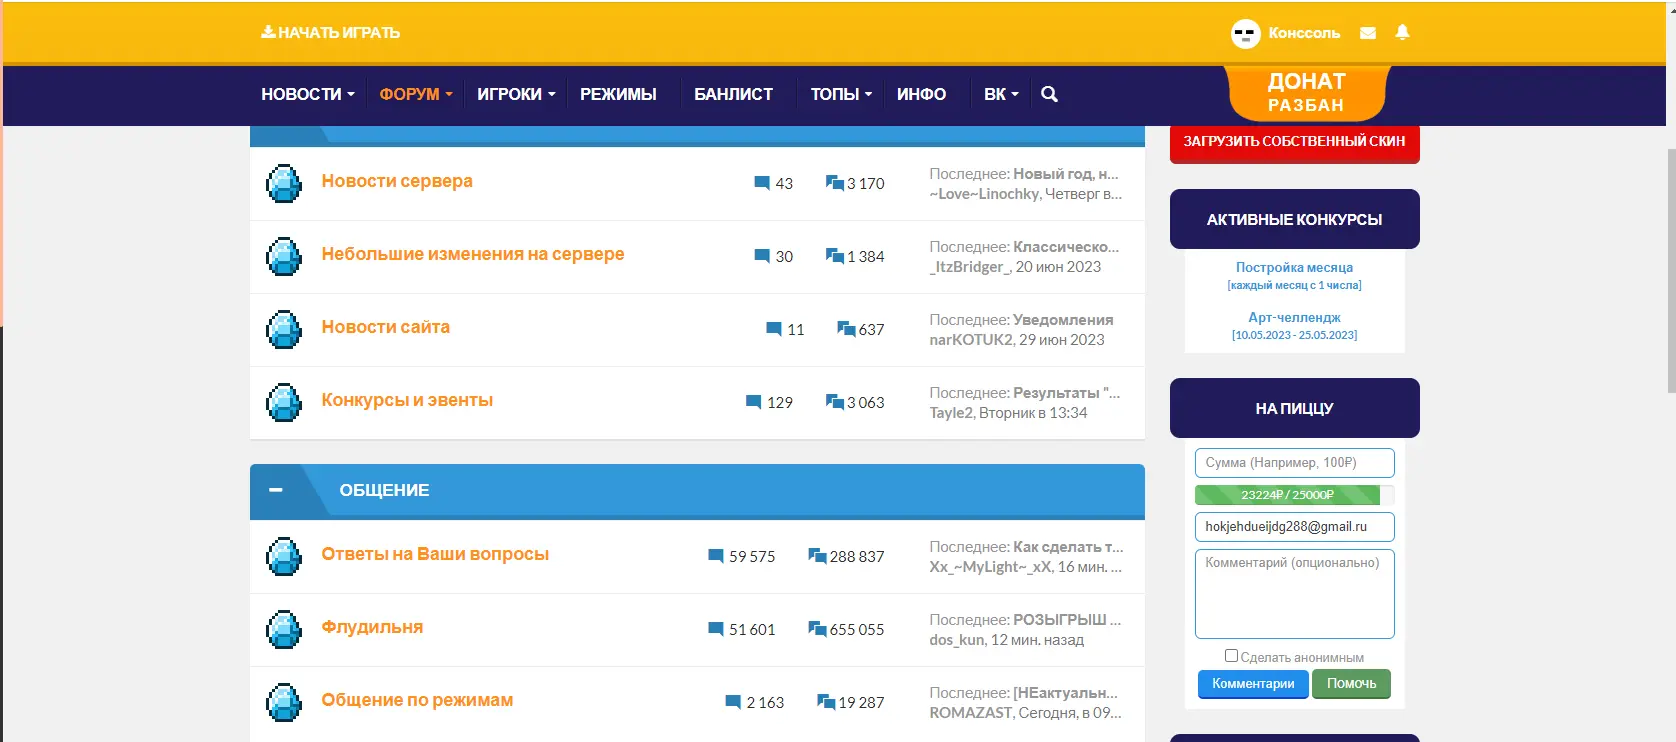 НАЧАТЬ ИГРАТЬ
Конссоль
НОВОСТИ
ФОРУМ
ИГРОКИ
РЕЖИМЫ
БАНЛИСТ
ТОПЫ
ИНФО
ВК
ДОНАТ
РАЗБАН
Новости сервера
43
3 170
Последнее: Новый год, н...
~Love~Linochky, Четверг в...
Небольшие изменения на сервере
30
1 384
Последнее: Классическо...
_ItzBridger_, 20 июн 2023
Новости сайта
11
637
Последнее: Уведомления
narKOTUK2, 29 июн 2023
Конкурсы и эвенты
129
3 063
Последнее: Результаты "...
Tayle2, Вторник в 13:34
ОБЩЕНИЕ
Ответы на Ваши вопросы
59 575
288 837
Последнее: Как сделать т...
Xx_~MyLight~_xX, 16 мин. ...
Флудильня
51 601
655 055
Последнее: РОЗЫГРЫШ ...
dos_kun, 12 мин. назад
Общение по режимам
2 163
19 287
Последнее: [НЕактуальн...
ROMAZAST, Сегодня, в 09...
ЗАГРУЗИТЬ СОБСТВЕННЫЙ СКИН
АКТИВНЫЕ КОНКУРСЫ
Постройка месяца
[каждый месяц с 1 числа]
Арт-челлендж
[10.05.2023 - 25.05.2023]
НА ПИЦЦУ
Сумма (Например, 100₽)
23224₽ / 25000₽
hokjehdueijdg288@gmail.ru
Комментарий (опционально)
Сделать анонимным
Комментарии
Помочь